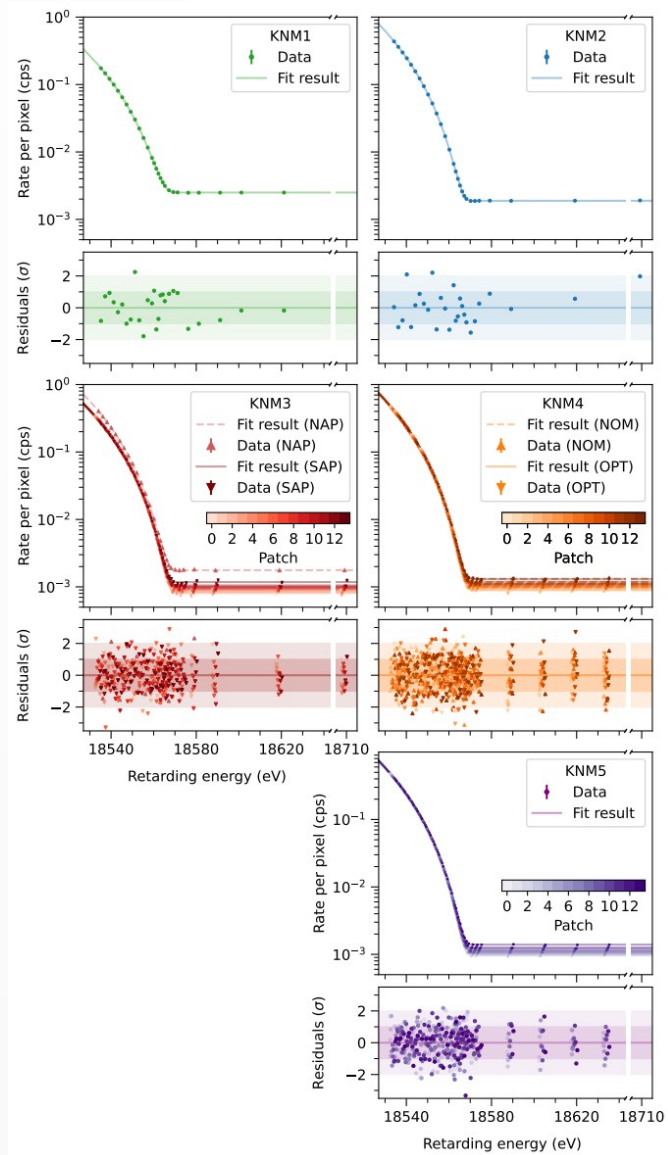 10⁰
10⁻¹
10⁻²
10⁻³
Rate per pixel (cps)
KNM1
Data
Fit result
KNM2
Data
Fit result
2
0
−2
Residuals (σ)
10⁰
10⁻¹
10⁻²
10⁻³
Rate per pixel (cps)
KNM3
Fit result (NAP)
Data (NAP)
Fit result (SAP)
Data (SAP)
0 2 4 6 8 10 12
Patch
KNM4
Fit result (NOM)
Data (NOM)
Fit result (OPT)
Data (OPT)
0 2 4 6 8 10 12
Patch
2
0
−2
Residuals (σ)
18540 18580 18620 18710
Retarding energy (eV)
10⁻¹
10⁻²
10⁻³
Rate per pixel (cps)
KNM5
Data
Fit result
0 2 4 6 8 10 12
Patch
2
0
−2
Residuals (σ)
18540 18580 18620 18710
Retarding energy (eV)